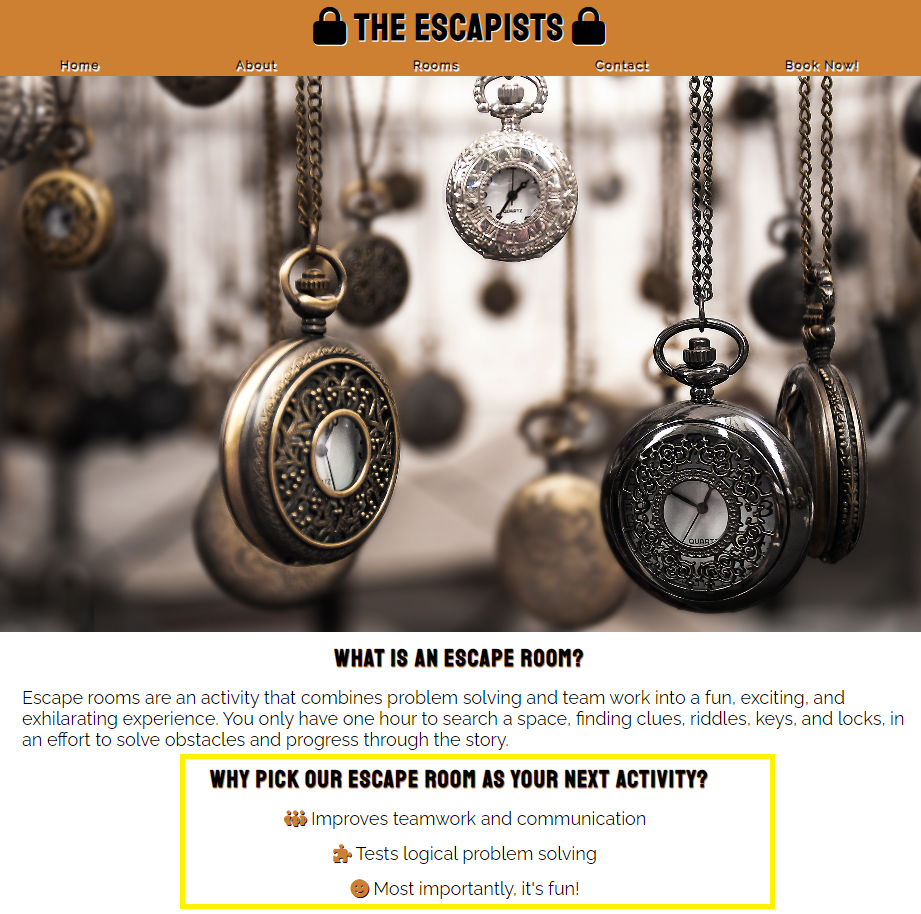 THE ESCAPISTS
Home About Rooms Contact Book Now!
QUARTZ
QUARTZ
WHAT IS AN ESCAPE ROOM?
Escape rooms are an activity that combines problem solving and team work into a fun, exciting, and
exhilarating experience. You only have one hour to search a space, finding clues, riddles, keys, and locks, in
an effort to solve obstacles and progress through the story.
WHY PICK OUR ESCAPE ROOM AS YOUR NEXT ACTIVITY?
Improves teamwork and communication
Tests logical problem solving
Most importantly, it's fun!